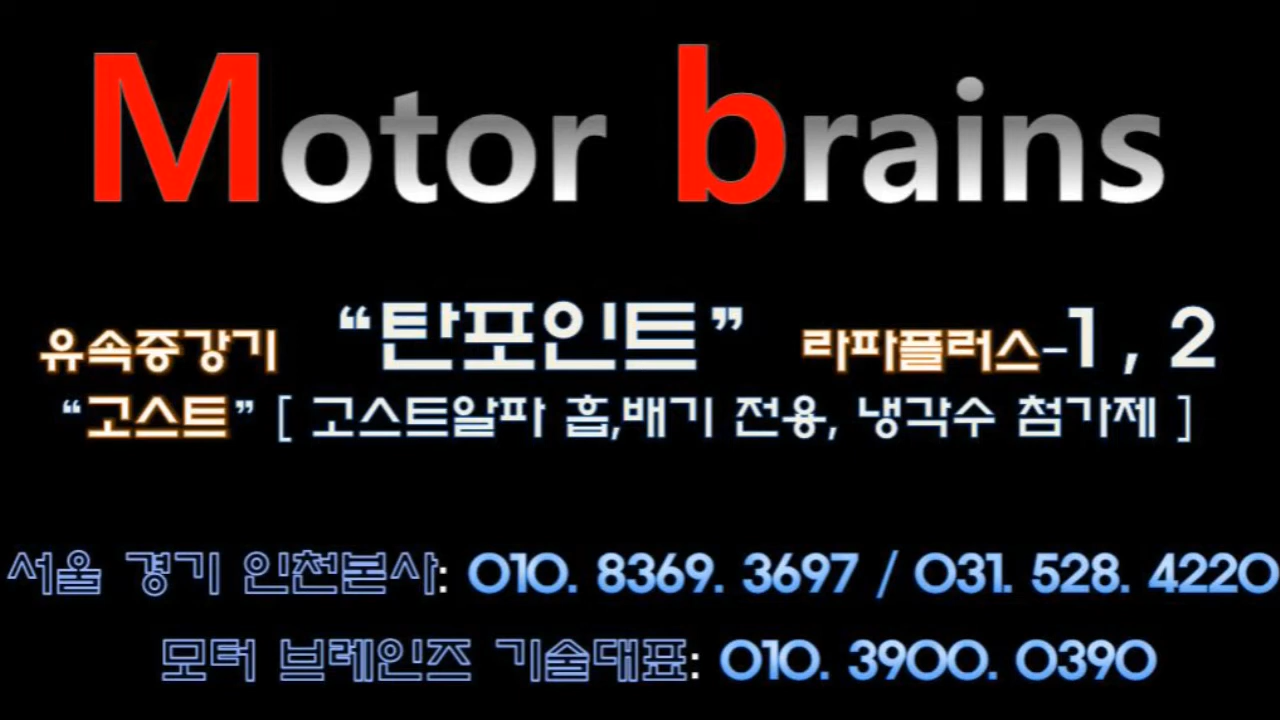 Motor brains
유속증강기 “탄포인트” 라파플러스-1 , 2
“고스트” [ 고스트알파 흡,배기 전용, 냉각수 첨가제 ]
서울 경기 인천본사: 010. 8369. 3697 / 031. 528. 4220
모터 브레인즈 기술대표: 010. 3900. 0390